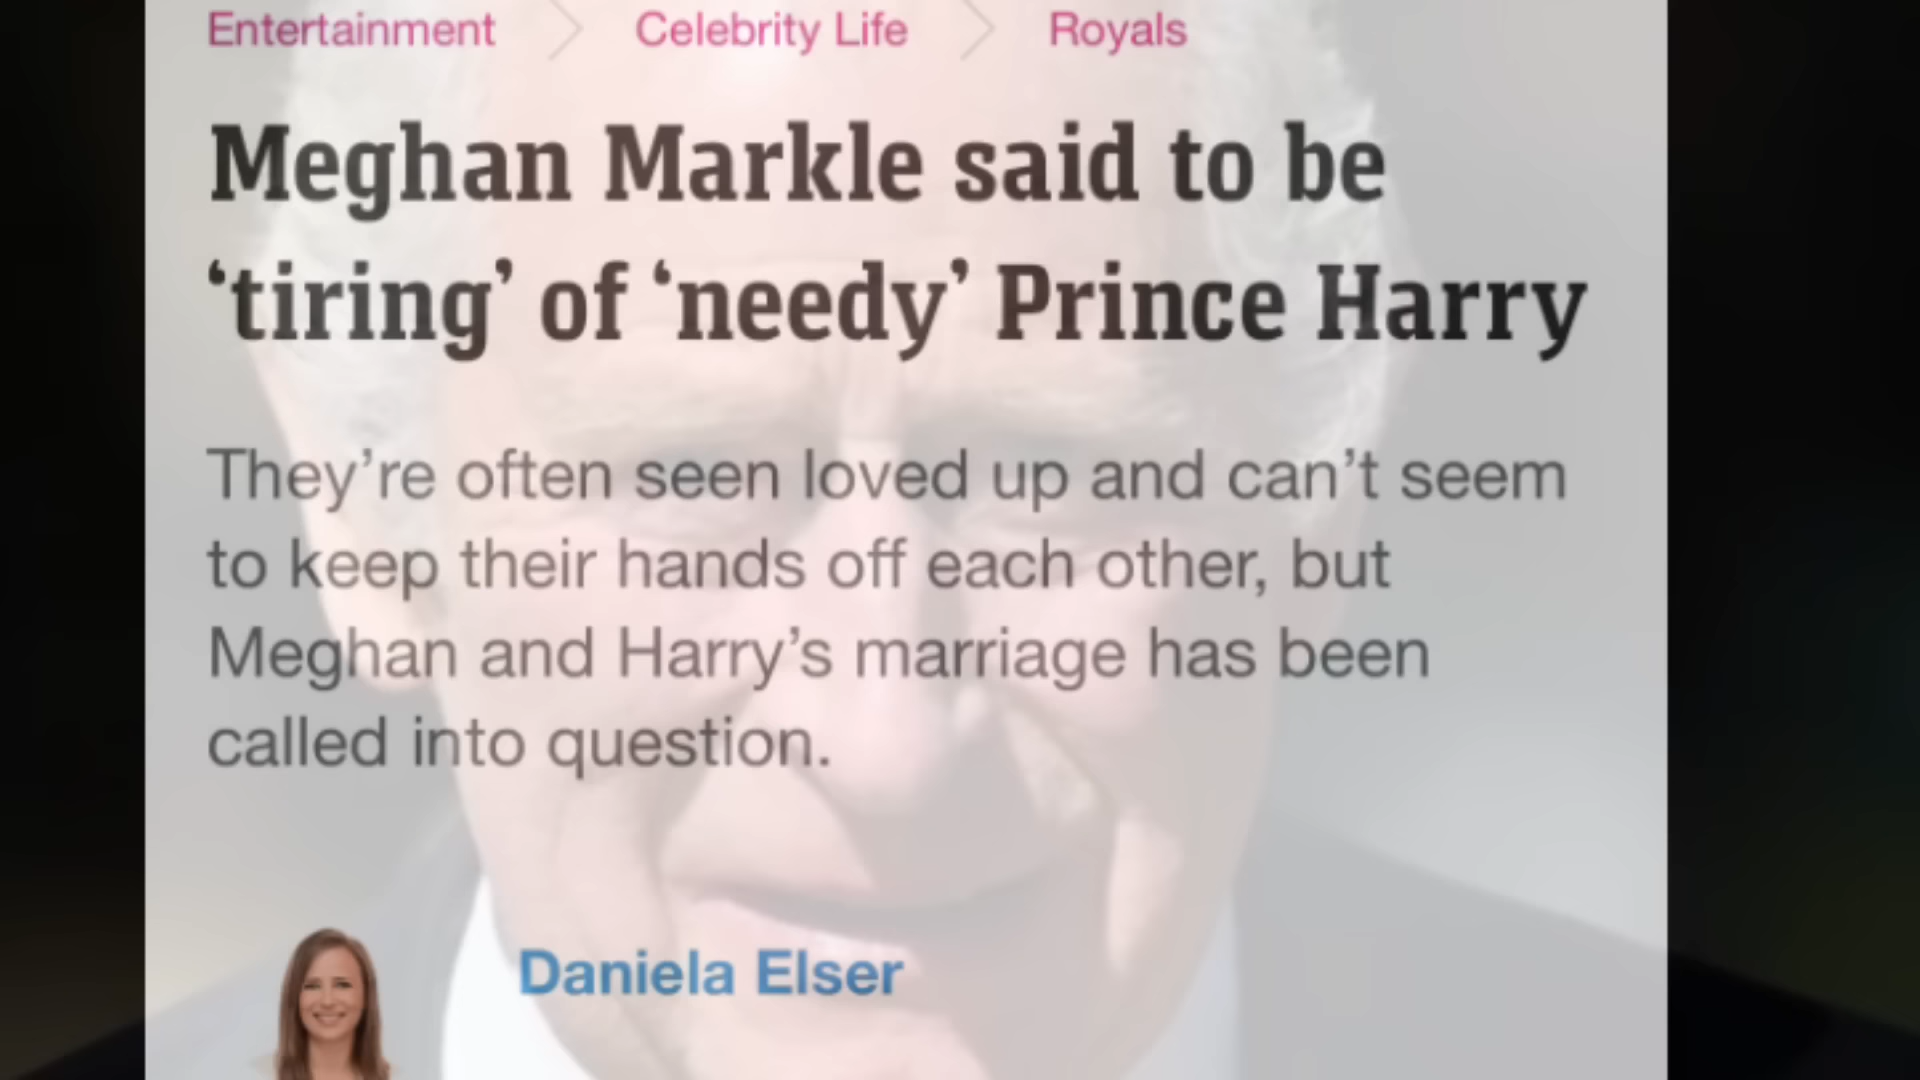 Entertainment Celebrity Life Royals
Meghan Markle said to be
‘tiring’ of ‘needy’ Prince Harry
They’re often seen loved up and can’t seem
to keep their hands off each other, but
Meghan and Harry’s marriage has been
called into question.
Daniela Elser